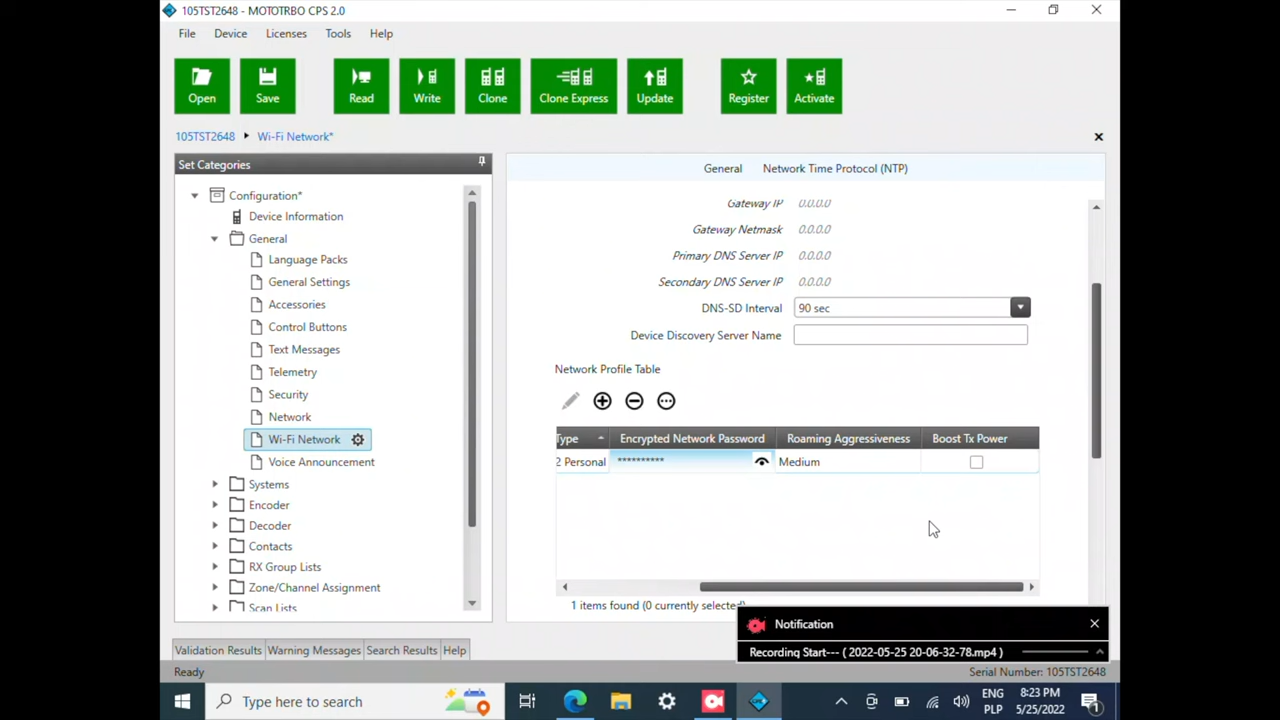 105TST2648 - MOTOTRBO CPS 2.0
File Device Licenses Tools Help
Open Save Read Write Clone Clone Express Update Register Activate
105TST2648 Wi-Fi Network*
Set Categories
General Network Time Protocol (NTP)
Configuration*
Device Information
General
Language Packs
General Settings
Accessories
Control Buttons
Text Messages
Telemetry
Security
Network
Wi-Fi Network
Voice Announcement
Systems
Encoder
Decoder
Contacts
RX Group Lists
Zone/Channel Assignment
Scan Lists
Gateway IP 0.0.0.0
Gateway Netmask 0.0.0.0
Primary DNS Server IP 0.0.0.0
Secondary DNS Server IP 0.0.0.0
DNS-SD Interval 90 sec
Device Discovery Server Name
Network Profile Table
Type Encrypted Network Password Roaming Aggressiveness Boost Tx Power
2 Personal ********** Medium
1 items found (0 currently selected)
Notification
Recording Start--- ( 2022-05-25 20-06-32-78.mp4 )
Validation Results Warning Messages Search Results Help
Ready Serial Number: 105TST2648
Type here to search
ENG
PLP
8:23 PM
5/25/2022
1